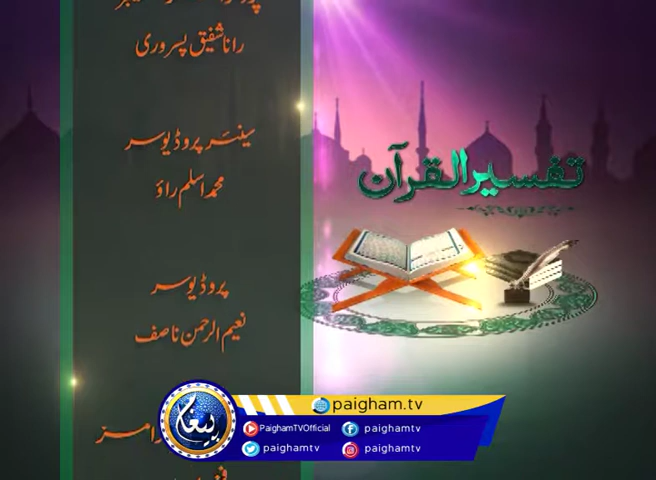 رانا شفیق پسروری
سینئر پروڈیوسر
محمد اسلم راؤ
پروڈیوسر
نعیم الرحمن ناصف
تفسیر القرآن
پیغام
paigham.tv
PaighamTVOfficial
paighamtv
paighamtv
paighamtv